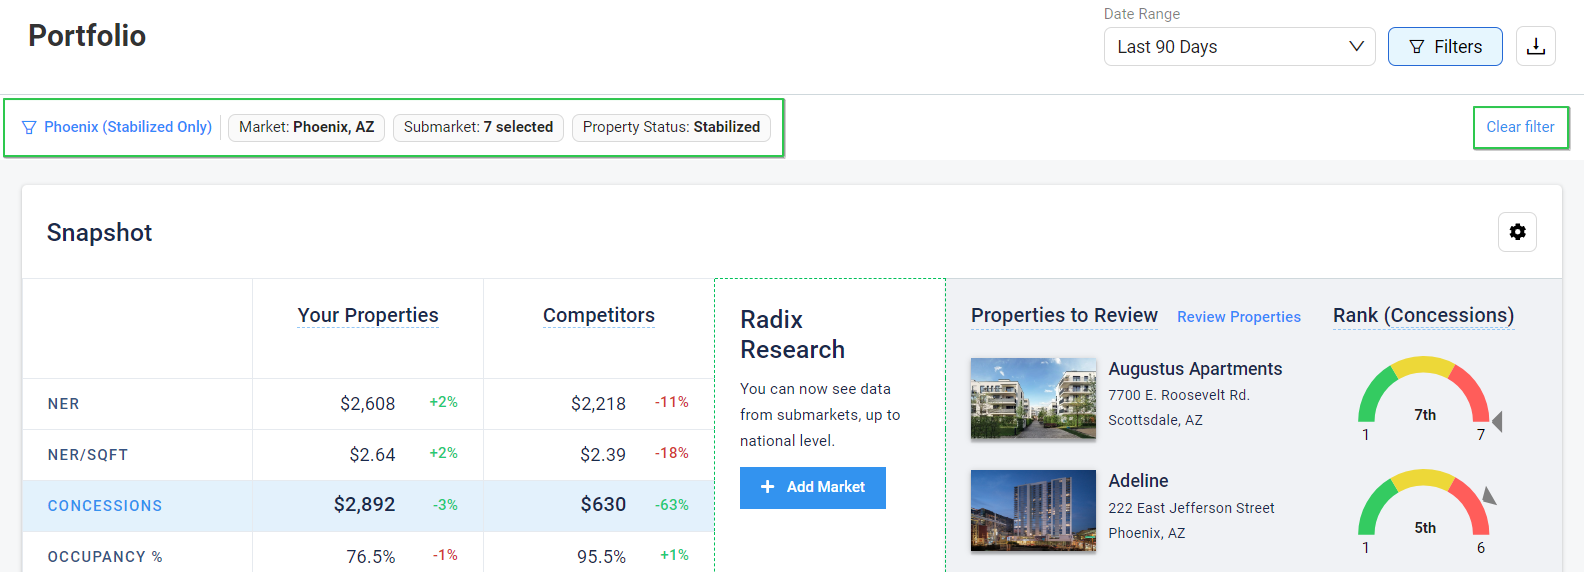 Portfolio
Date Range
Last 90 Days
Filters
Phoenix (Stabilized Only)
Market: Phoenix, AZ
Submarket: 7 selected
Property Status: Stabilized
Clear filter
Snapshot
Your Properties
Competitors
NER
$2,608 +2%
$2,218 -11%
NER/SQFT
$2.64 +2%
$2.39 -18%
CONCESSIONS
$2,892 -3%
$630 -63%
OCCUPANCY %
76.5% -1%
95.5% +1%
Radix
Research
You can now see data
from submarkets, up to
national level.
+ Add Market
Properties to Review
Review Properties
Rank (Concessions)
Augustus Apartments
7700 E. Roosevelt Rd.
Scottsdale, AZ
7th
1 7
Adeline
222 East Jefferson Street
Phoenix, AZ
5th
1 6